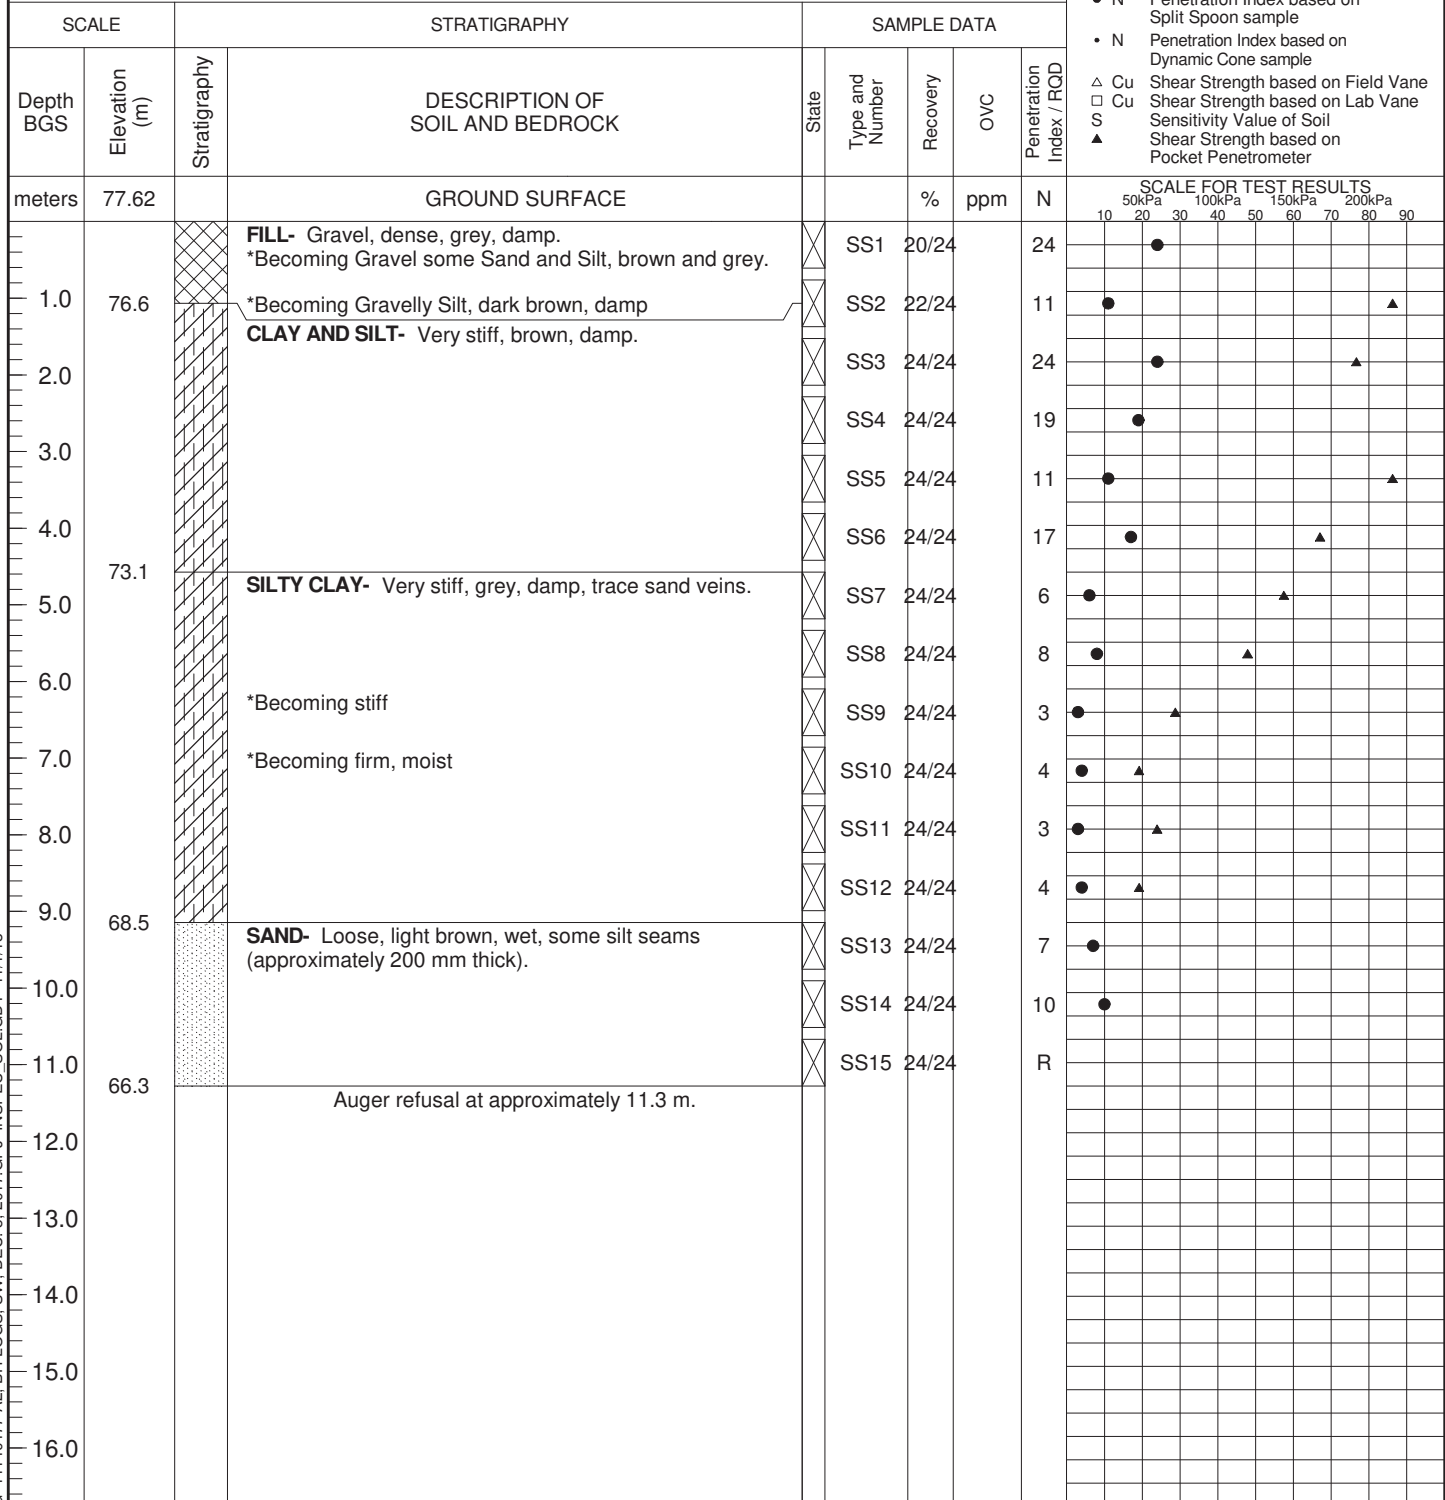 ● N Penetration Index based on
Split Spoon sample
• N Penetration Index based on
Dynamic Cone sample
△ Cu Shear Strength based on Field Vane
□ Cu Shear Strength based on Lab Vane
S Sensitivity Value of Soil
▲ Shear Strength based on
Pocket Penetrometer
SCALE STRATIGRAPHY SAMPLE DATA
Depth
BGS
Elevation
(m)
Stratigraphy
DESCRIPTION OF
SOIL AND BEDROCK
State
Type and
Number
Recovery
OVC
Penetration
Index / RQD
meters 77.62 GROUND SURFACE % ppm N
SCALE FOR TEST RESULTS
50kPa 100kPa 150kPa 200kPa
10 20 30 40 50 60 70 80 90
FILL- Gravel, dense, grey, damp.
*Becoming Gravel some Sand and Silt, brown and grey.
SS1 20/24 24
1.0 76.6 *Becoming Gravelly Silt, dark brown, damp SS2 22/24 11
CLAY AND SILT- Very stiff, brown, damp.
SS3 24/24 24
2.0
SS4 24/24 19
3.0
SS5 24/24 11
4.0 SS6 24/24 17
73.1
SILTY CLAY- Very stiff, grey, damp, trace sand veins.
5.0 SS7 24/24 6
SS8 24/24 8
6.0
*Becoming stiff
SS9 24/24 3
7.0 *Becoming firm, moist
SS10 24/24 4
8.0 SS11 24/24 3
SS12 24/24 4
9.0
68.5
SAND- Loose, light brown, wet, some silt seams
(approximately 200 mm thick).
SS13 24/24 7
10.0
SS14 24/24 10
11.0 SS15 24/24 R
66.3
Auger refusal at approximately 11.3 m.
12.0
13.0
14.0
15.0
16.0